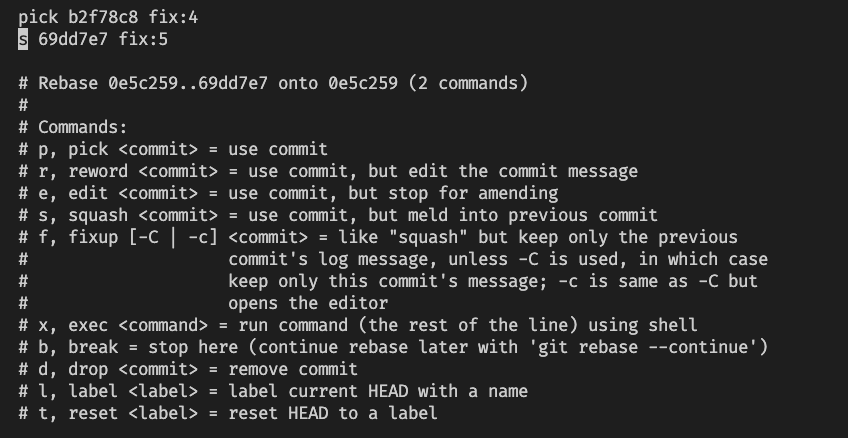 pick b2f78c8 fix:4
s 69dd7e7 fix:5
# Rebase 0e5c259..69dd7e7 onto 0e5c259 (2 commands)
#
# Commands:
# p, pick <commit> = use commit
# r, reword <commit> = use commit, but edit the commit message
# e, edit <commit> = use commit, but stop for amending
# s, squash <commit> = use commit, but meld into previous commit
# f, fixup [-C | -c] <commit> = like "squash" but keep only the previous
#                    commit's log message, unless -C is used, in which case
#                    keep only this commit's message; -c is same as -C but
#                    opens the editor
# x, exec <command> = run command (the rest of the line) using shell
# b, break = stop here (continue rebase later with 'git rebase --continue')
# d, drop <commit> = remove commit
# l, label <label> = label current HEAD with a name
# t, reset <label> = reset HEAD to a label